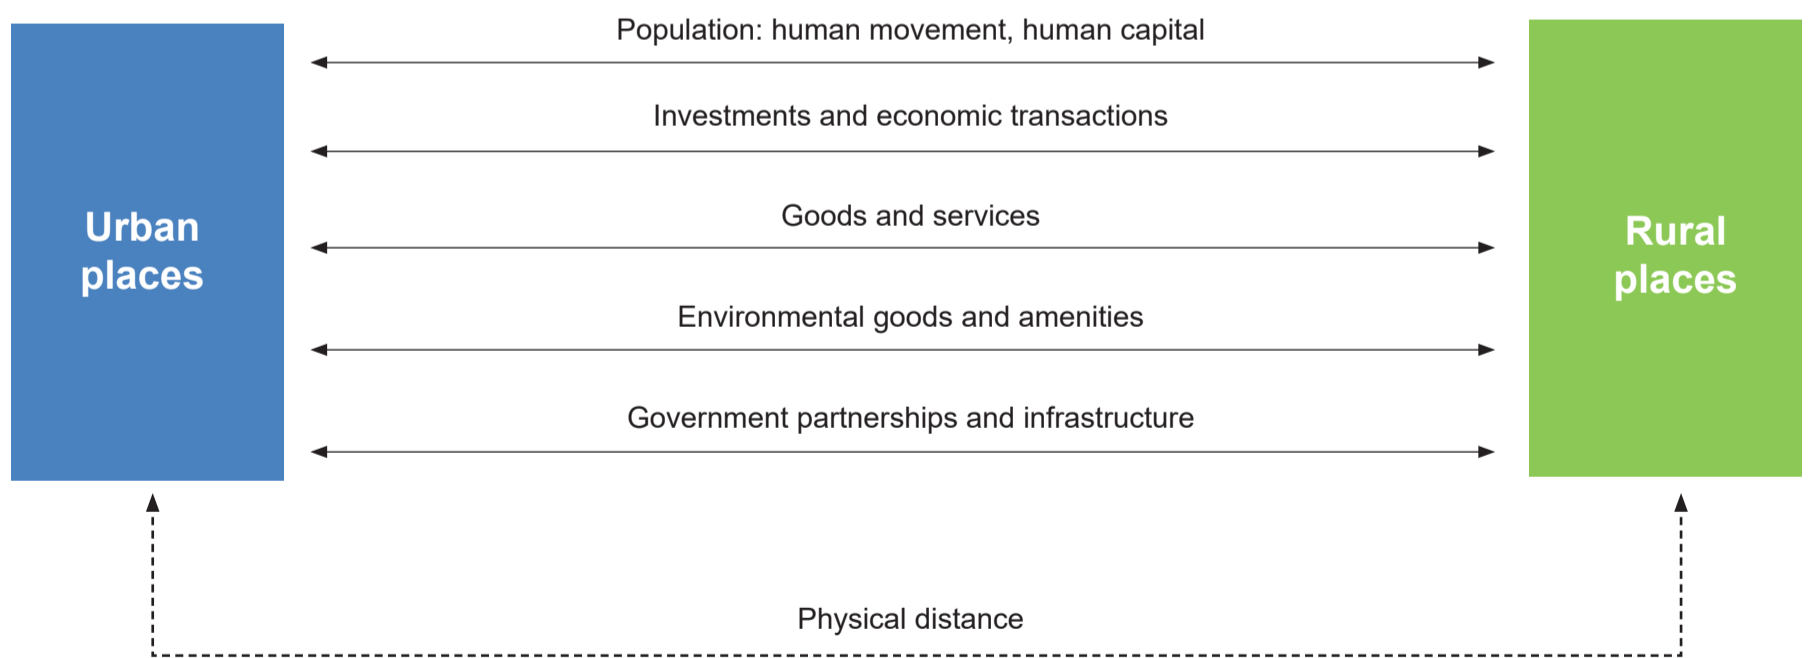 Population: human movement, human capital
Investments and economic transactions
Goods and services
Urban
places
Rural
places
Environmental goods and amenities
Government partnerships and infrastructure
Physical distance